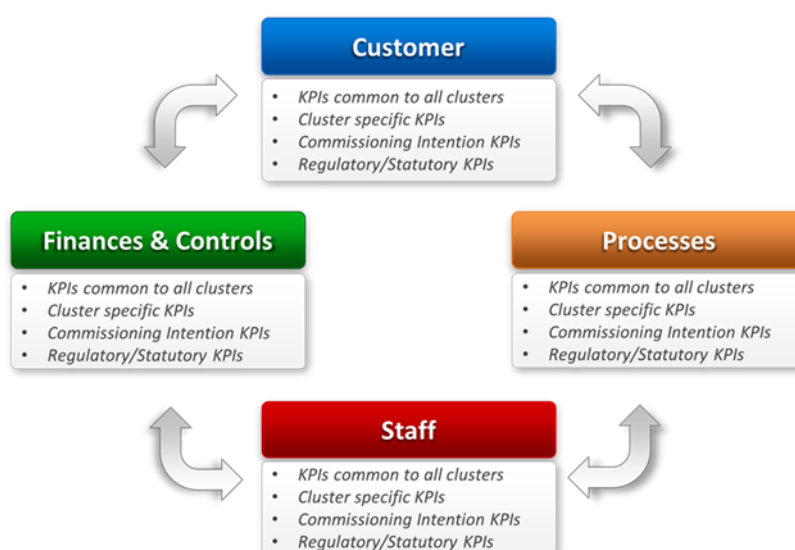 Customer
• KPIs common to all clusters
• Cluster specific KPIs
• Commissioning Intention KPIs
• Regulatory/Statutory KPIs
Finances & Controls
• KPIs common to all clusters
• Cluster specific KPIs
• Commissioning Intention KPIs
• Regulatory/Statutory KPIs
Processes
• KPIs common to all clusters
• Cluster specific KPIs
• Commissioning Intention KPIs
• Regulatory/Statutory KPIs
Staff
• KPIs common to all clusters
• Cluster specific KPIs
• Commissioning Intention KPIs
• Regulatory/Statutory KPIs